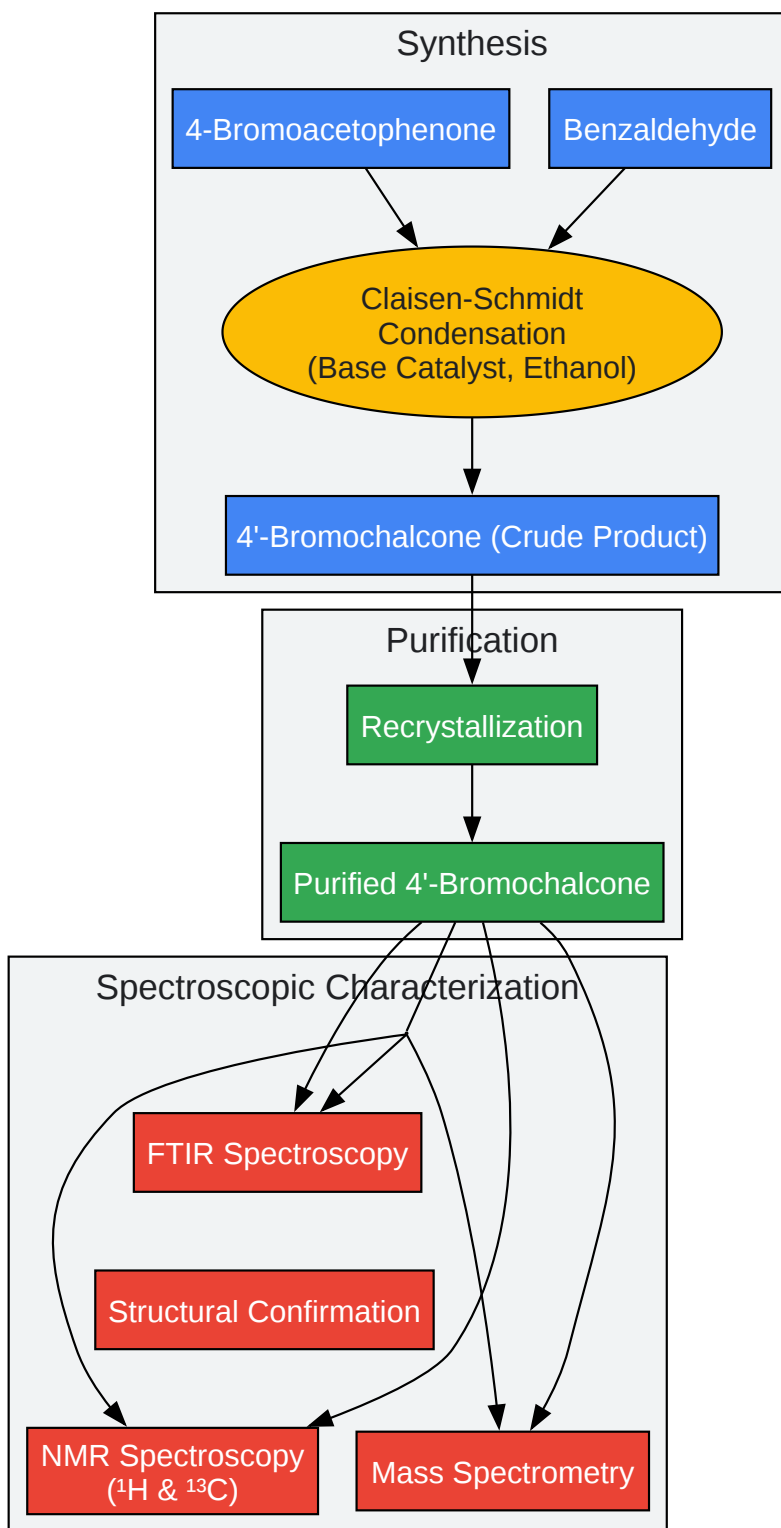 Synthesis
4-Bromoacetophenone
Benzaldehyde
Claisen-Schmidt
Condensation
(Base Catalyst, Ethanol)
4'-Bromochalcone (Crude Product)
Purification
Recrystallization
Purified 4'-Bromochalcone
Spectroscopic Characterization
FTIR Spectroscopy
Structural Confirmation
NMR Spectroscopy
(¹H & ¹³C)
Mass Spectrometry